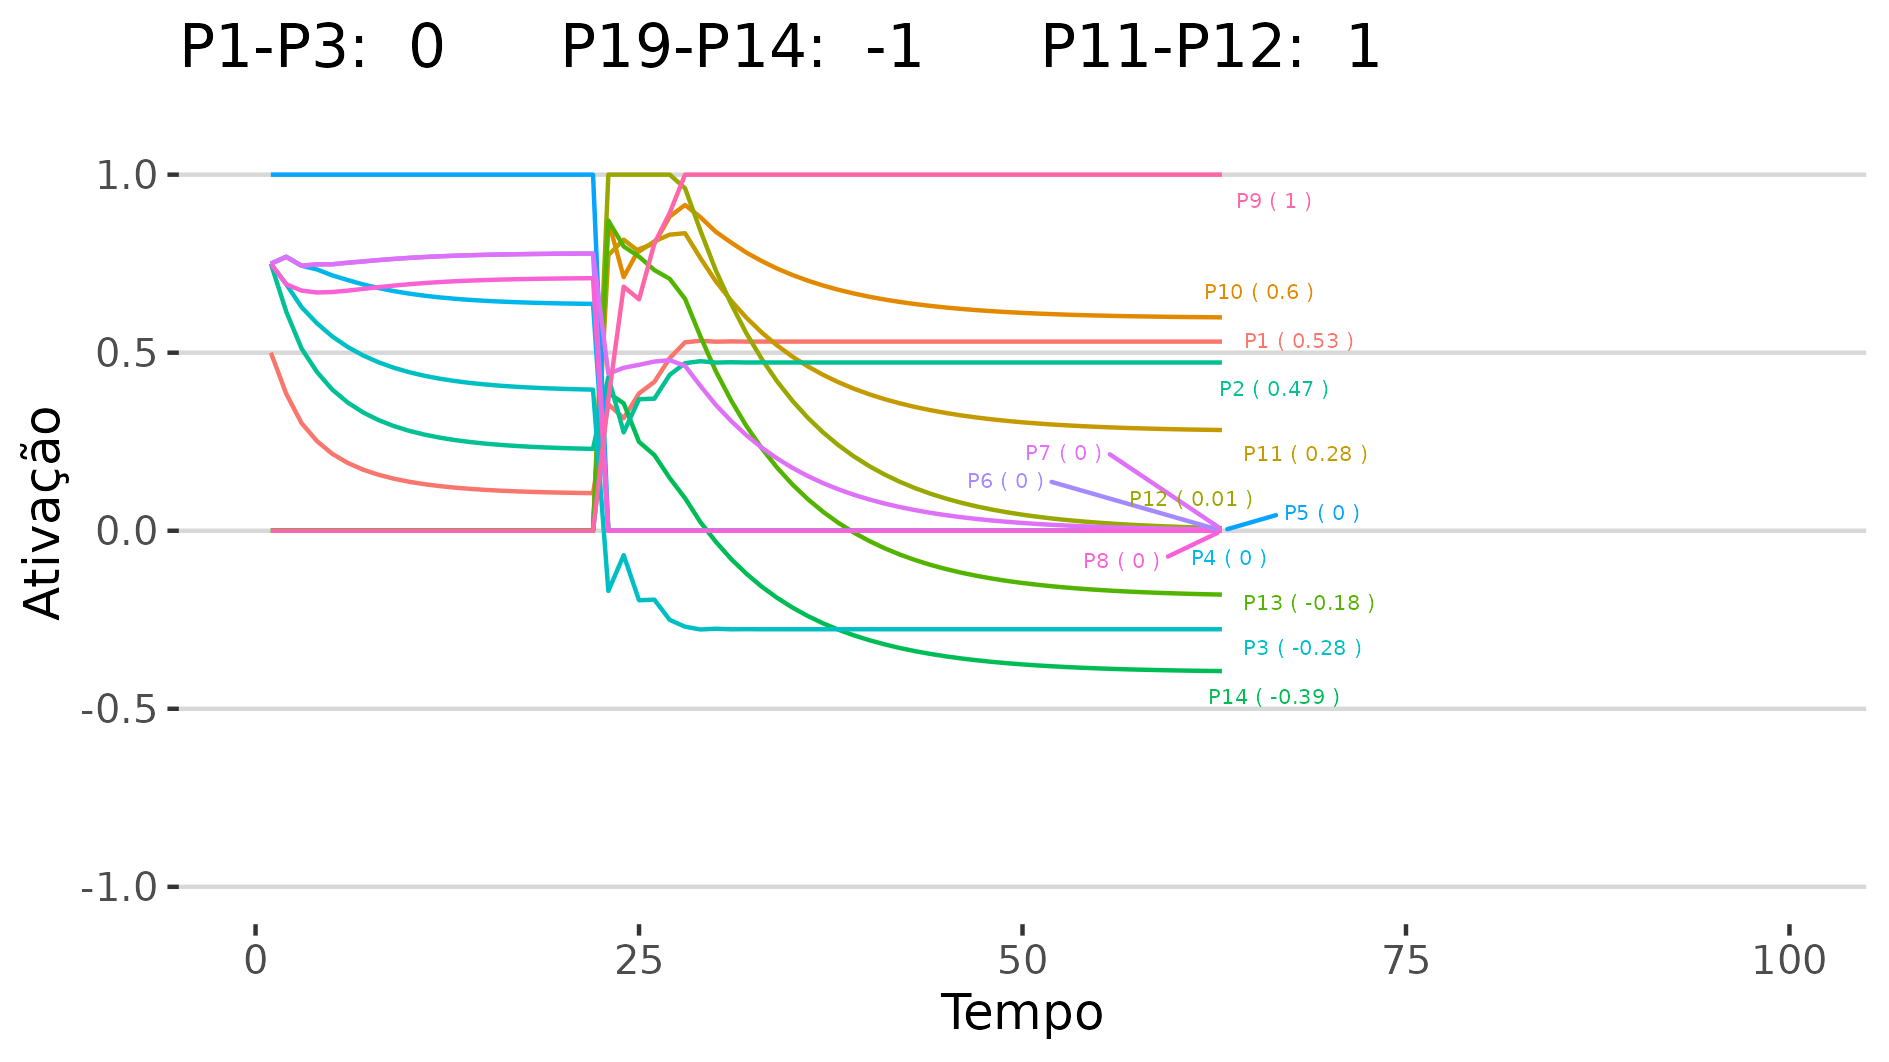 P1-P3:  0      P19-P14:  -1      P11-P12:  1
1.0
P9 ( 1 )
P10 ( 0.6 )
P1 ( 0.53 )
0.5
P2 ( 0.47 )
P7 ( 0 )
P11 ( 0.28 )
P6 ( 0 )
P12 ( 0.01 )
P5 ( 0 )
0.0
P4 ( 0 )
P8 ( 0 )
P13 ( -0.18 )
P3 ( -0.28 )
P14 ( -0.39 )
-0.5
-1.0
Ativação
0 25 50 75 100
Tempo